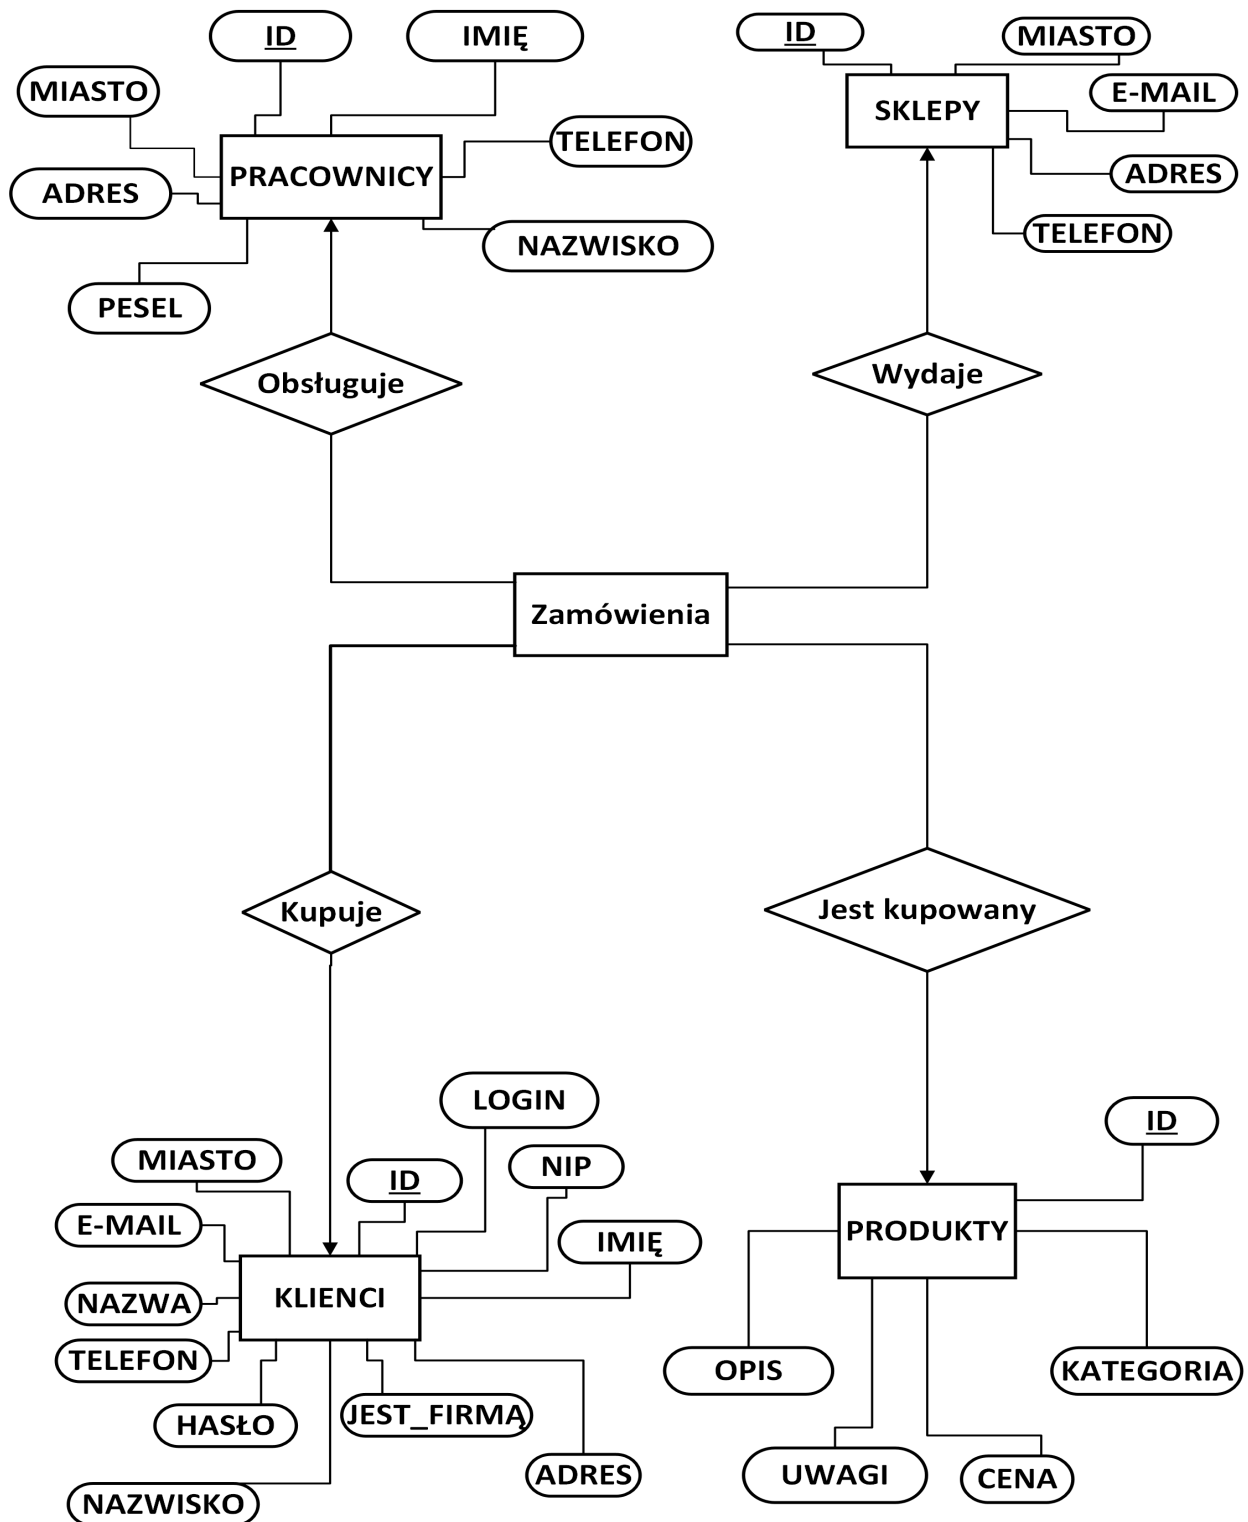 ID
IMIĘ
MIASTO
TELEFON
PRACOWNICY
ADRES
NAZWISKO
PESEL
Obsługuje
ID
MIASTO
E-MAIL
SKLEPY
ADRES
TELEFON
Wydaje
Zamówienia
Kupuje
Jest kupowany
LOGIN
MIASTO
NIP
ID
E-MAIL
IMIĘ
NAZWA
KLIENCI
TELEFON
JEST_FIRMĄ
HASŁO
ADRES
NAZWISKO
ID
PRODUKTY
OPIS
KATEGORIA
UWAGI
CENA